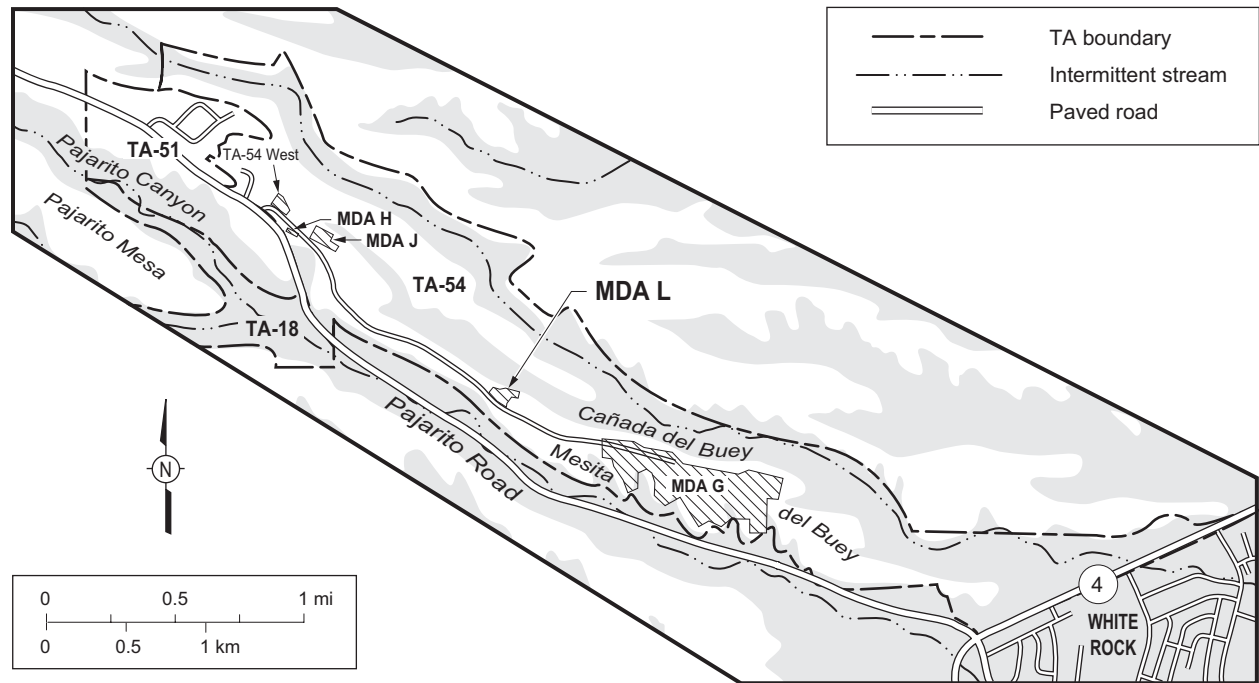 TA boundary
Intermittent stream
Paved road
TA-51
TA-54 West
Pajarito Canyon
Pajarito Mesa
MDA H
MDA J
TA-54
MDA L
TA-18
Pajarito Road
Cañada del Buey
Mesita
del Buey
MDA G
N
0 0.5 1 mi
0 0.5 1 km
4
WHITE
ROCK